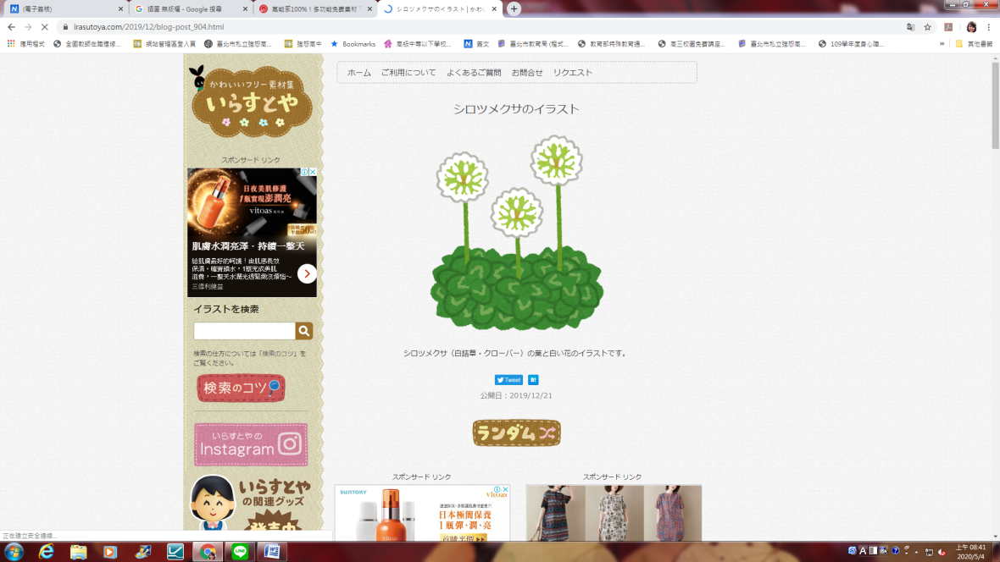 (電子簽核)
插圖 無版權 - Google 搜尋
萬能泵100%！多功能免費素材
シロツメクサのイラスト | かわい
irasutoya.com/2019/12/blog-post_904.html
應用程式
全國教師在職進修...
網站管理區登入頁
臺北市私立強恕高...
強恕高中
Bookmarks
高級中等以下學校...
簽文
臺北市教育局 (程式...
教育部特殊教育通...
高三校園免費講座...
臺北市私立強恕高...
109學年度身心障...
其他書籤
かわいいフリー素材集
いらすとや
ホーム
ご利用について
よくあるご質問
お問合せ
リクエスト
シロツメクサのイラスト
スポンサード リンク
日夜美肌修護
1瓶實現澎潤亮
vitoas
肌膚水潤亮澤 - 持續一整天
三得利健益
イラストを検索
検索の仕方については「検索のコツ」を
ご覧ください。
検索のコツ
いらすとやの
Instagram
いらすとや
の関連グッズ
発売中
シロツメクサ（白詰草・クローバー）の葉と白い花のイラストです。
Tweet
B!
公開日：2019/12/21
ランダム
スポンサード リンク
スポンサード リンク
SUNTORY
vitoas
日本極簡保養
1瓶彈､潤､亮
正在建立安全連線...
上午 08:41
2020/5/4